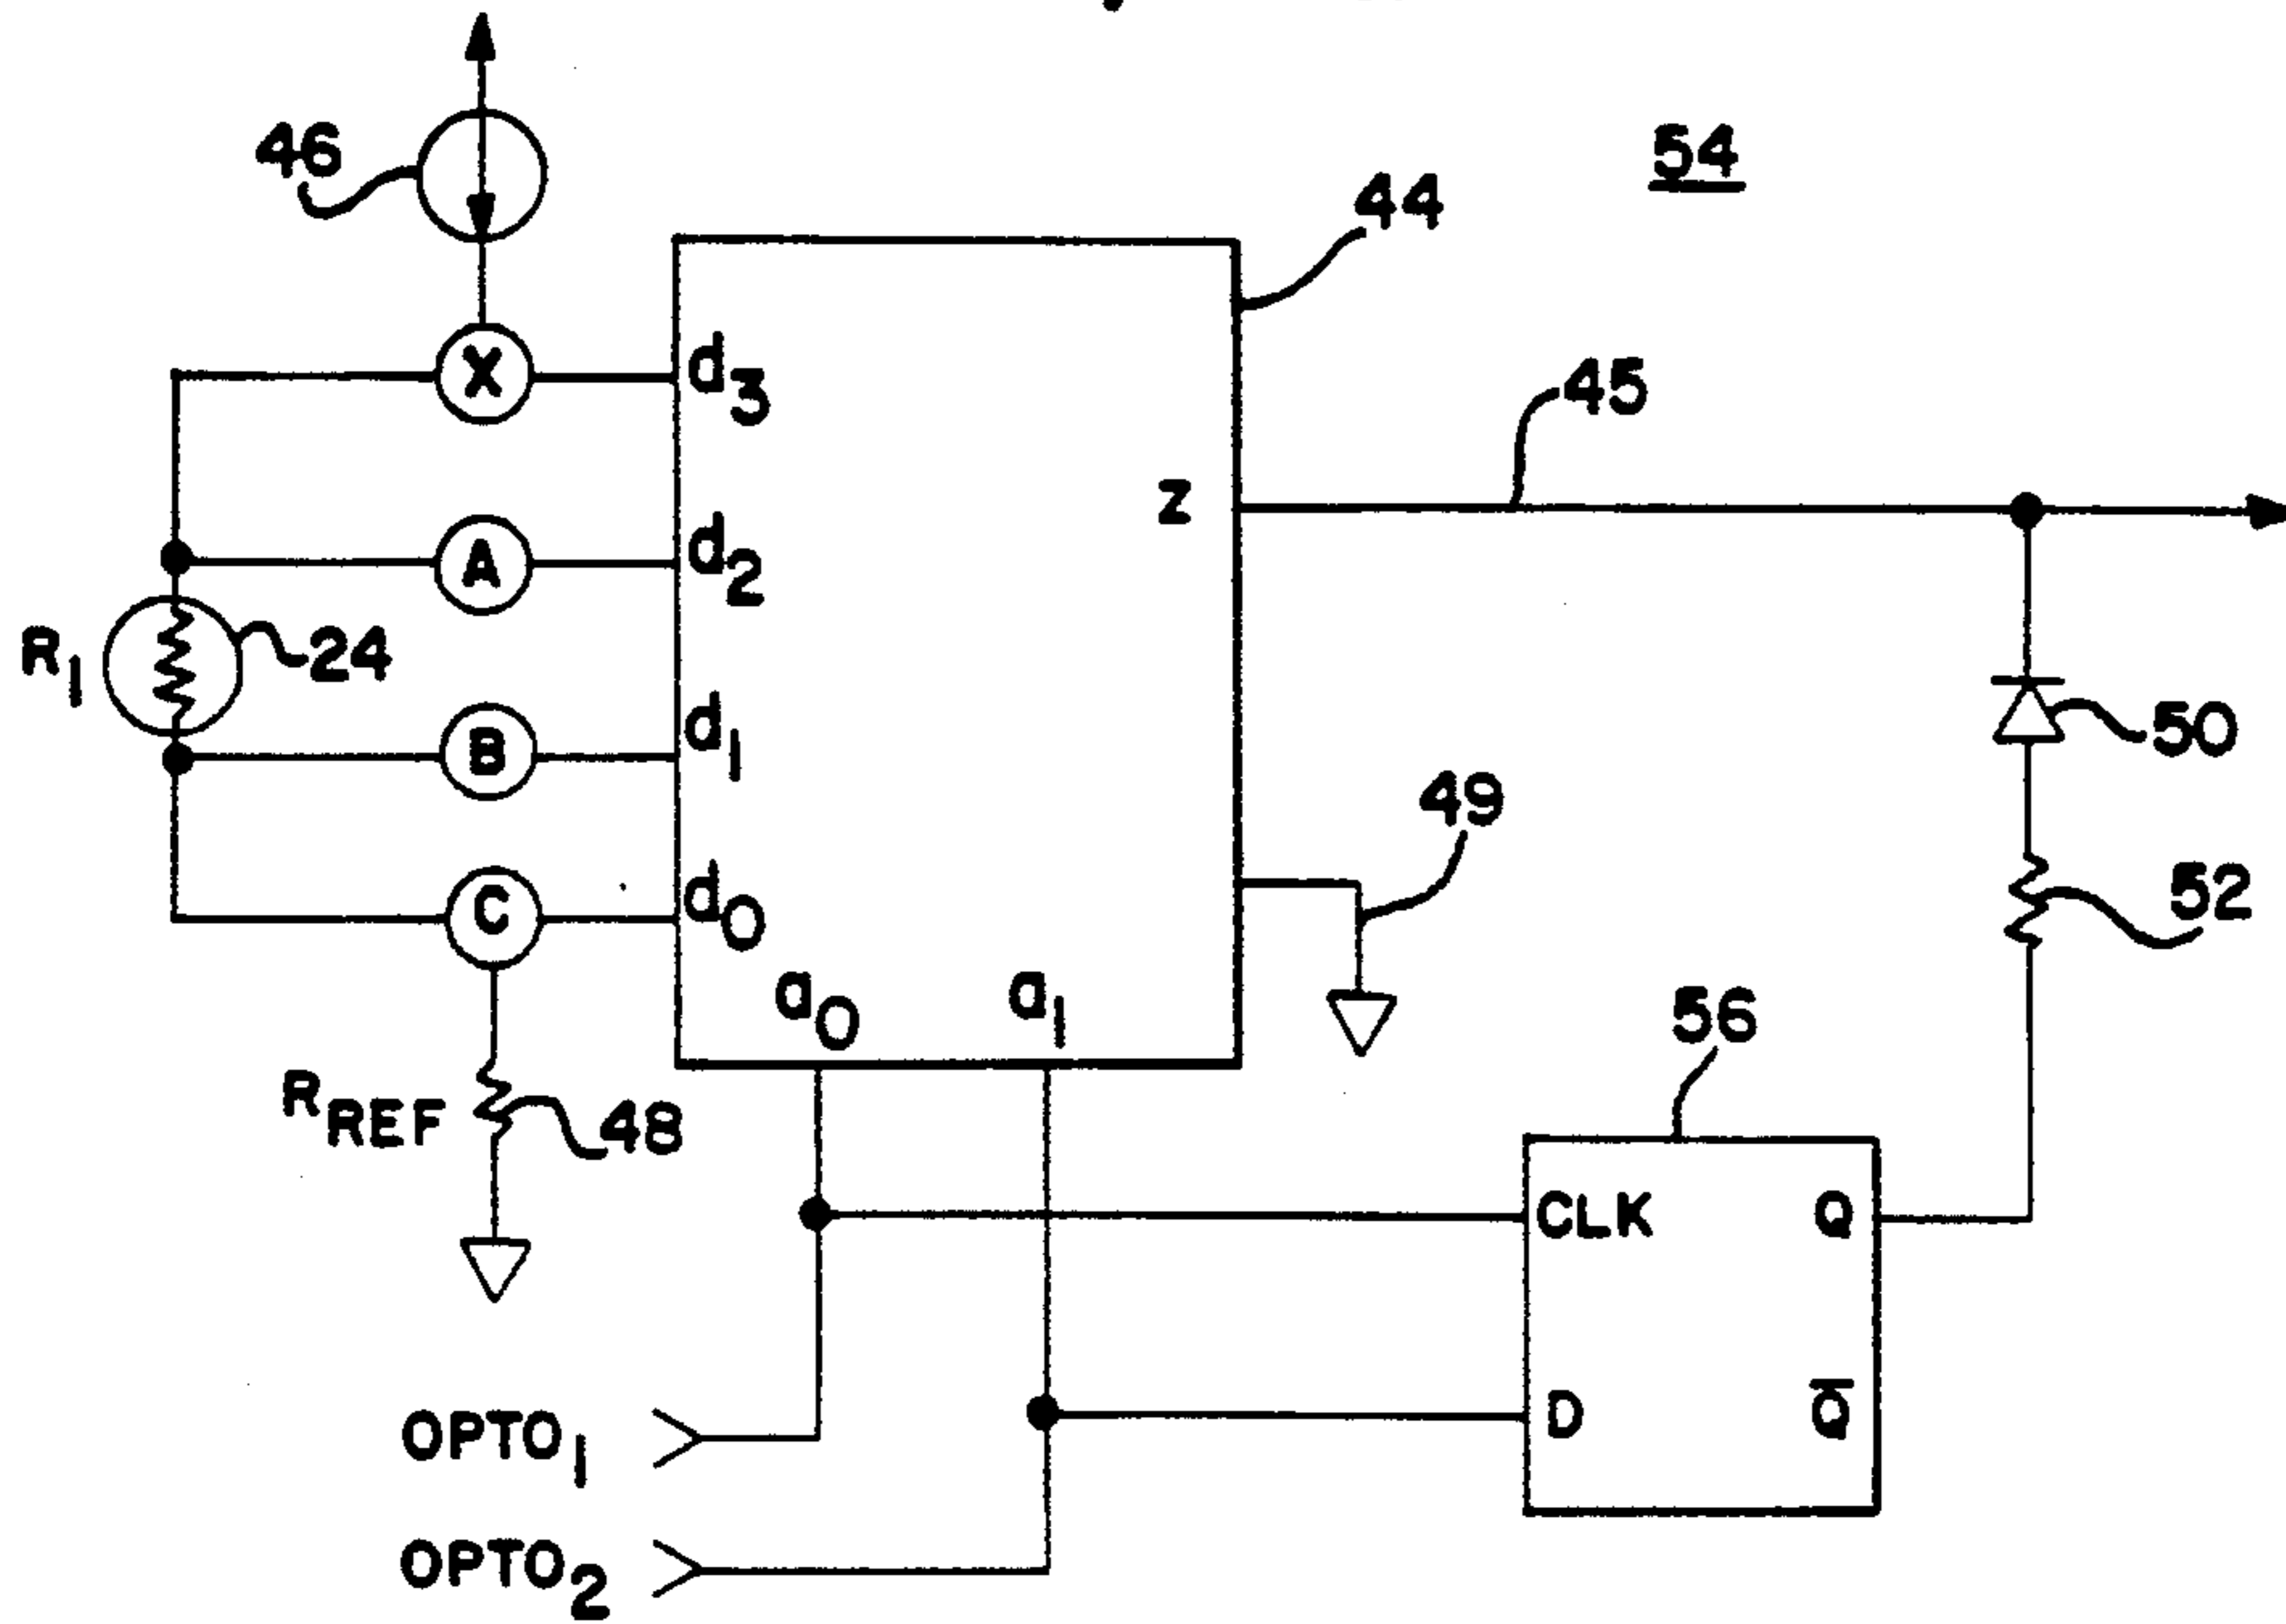 46
54
44
X
d3
45
A
d2
Z
R1
24
B
d1
50
49
C
d0
52
a0
a1
56
RREF
48
CLK
Q
OPTO1
D
Q̅
OPTO2